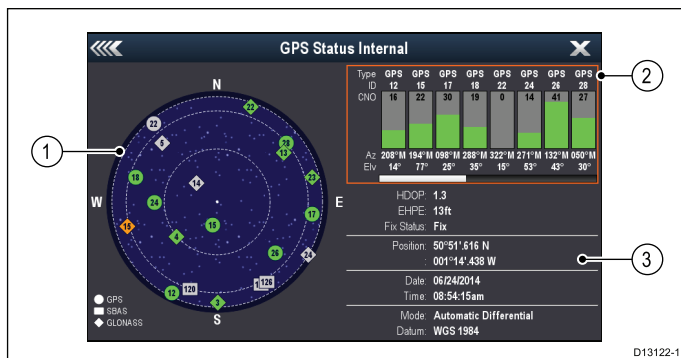 GPS Status Internal
N
W
E
S
22
22
5
28
13
18
14
23
24
17
15
15
4
26
24
12
120
126
3
GPS
SBAS
GLONASS
Type GPS GPS GPS GPS GPS GPS GPS GPS
ID 12 15 17 18 22 24 26 28
CNO 16 22 30 19 0 14 41 27
Az 208°M 194°M 098°M 288°M 322°M 271°M 132°M 050°M
Elv 14° 77° 25° 35° 15° 53° 43° 30°
HDOP: 1.3
EHPE: 13ft
Fix Status: Fix
Position: 50°51'.616 N
: 001°14'.438 W
Date: 06/24/2014
Time: 08:54:15am
Mode: Automatic Differential
Datum: WGS 1984
1
2
3
D13122-1